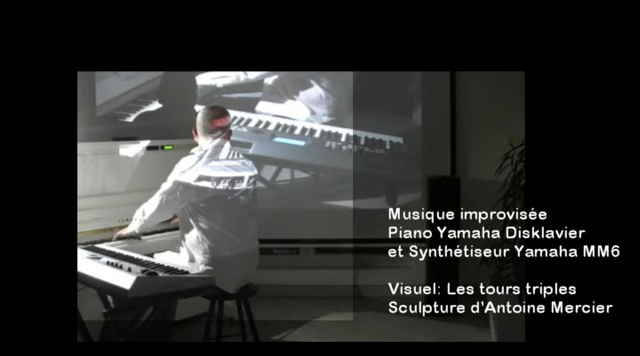 Musique improvisée
Piano Yamaha Disklavier
et Synthétiseur Yamaha MM6
Visuel: Les tours triples
Sculpture d'Antoine Mercier